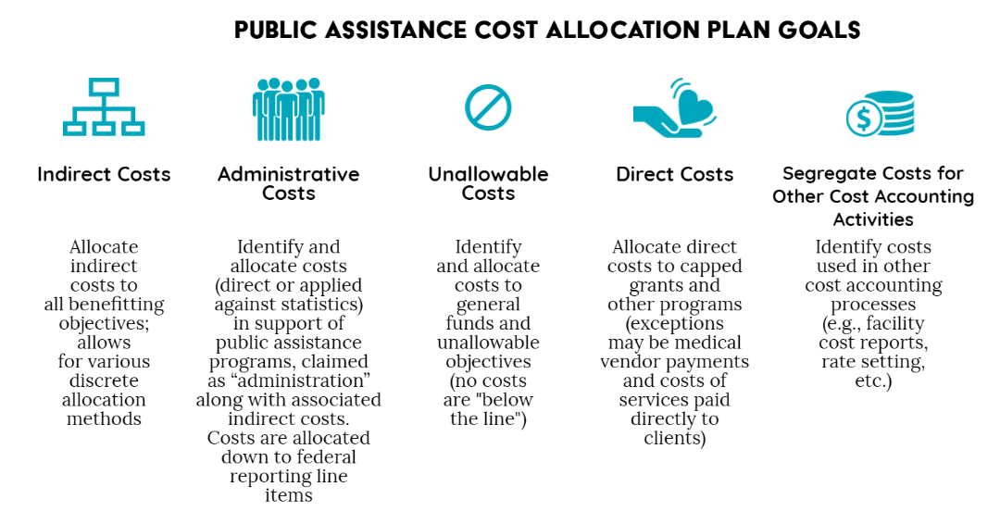 PUBLIC ASSISTANCE COST ALLOCATION PLAN GOALS
Indirect Costs
Allocate
indirect
costs to
all benefitting
objectives;
allows
for various
discrete
allocation
methods
Administrative
Costs
Identify and
allocate costs
(direct or applied
against statistics)
in support of
public assistance
programs, claimed
as “administration”
along with associated
indirect costs.
Costs are allocated
down to federal
reporting line
items
Unallowable
Costs
Identify
and allocate
costs to
general
funds and
unallowable
objectives
(no costs
are "below
the line")
Direct Costs
Allocate direct
costs to capped
grants and
other programs
(exceptions
may be medical
vendor payments
and costs of
services paid
directly to
clients)
$
Segregate Costs for
Other Cost Accounting
Activities
Identify costs
used in other
cost accounting
processes
(e.g., facility
cost reports,
rate setting,
etc.)